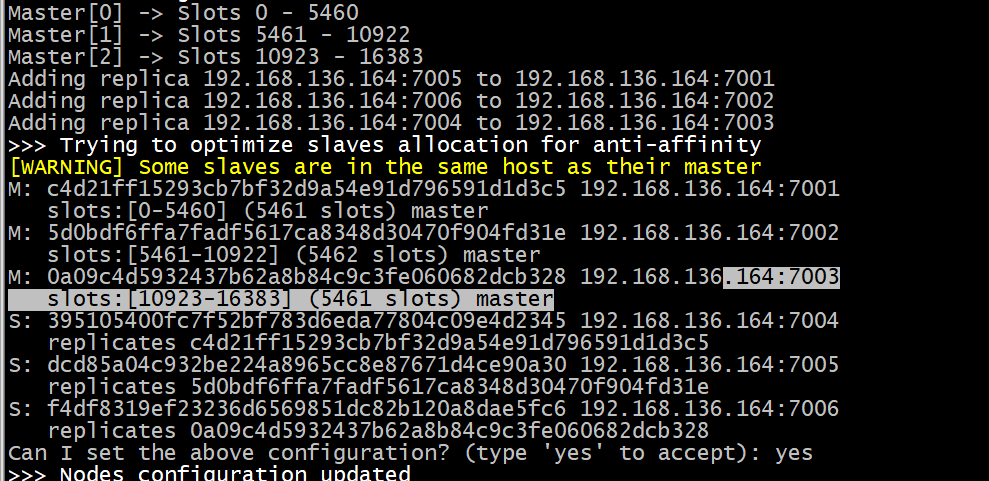 Master[0] -> Slots 0 - 5460
Master[1] -> Slots 5461 - 10922
Master[2] -> Slots 10923 - 16383
Adding replica 192.168.136.164:7005 to 192.168.136.164:7001
Adding replica 192.168.136.164:7006 to 192.168.136.164:7002
Adding replica 192.168.136.164:7004 to 192.168.136.164:7003
>>> Trying to optimize slaves allocation for anti-affinity
[WARNING] Some slaves are in the same host as their master
M: c4d21ff15293cb7bf32d9a54e91d796591d1d3c5 192.168.136.164:7001
slots:[0-5460] (5461 slots) master
M: 5d0bdf6ffa7fadf5617ca8348d30470f904fd31e 192.168.136.164:7002
slots:[5461-10922] (5462 slots) master
M: 0a09c4d5932437b62a8b84c9c3fe060682dcb328 192.168.136.164:7003
slots:[10923-16383] (5461 slots) master
S: 395105400fc7f52bf783d6eda77804c09e4d2345 192.168.136.164:7004
replicates c4d21ff15293cb7bf32d9a54e91d796591d1d3c5
S: dcd85a04c932be224a8965cc8e87671d4ce90a30 192.168.136.164:7005
replicates 5d0bdf6ffa7fadf5617ca8348d30470f904fd31e
S: f4df8319ef23236d6569851dc82b120a8dae5fc6 192.168.136.164:7006
replicates 0a09c4d5932437b62a8b84c9c3fe060682dcb328
Can I set the above configuration? (type 'yes' to accept): yes
>>> Nodes configuration updated